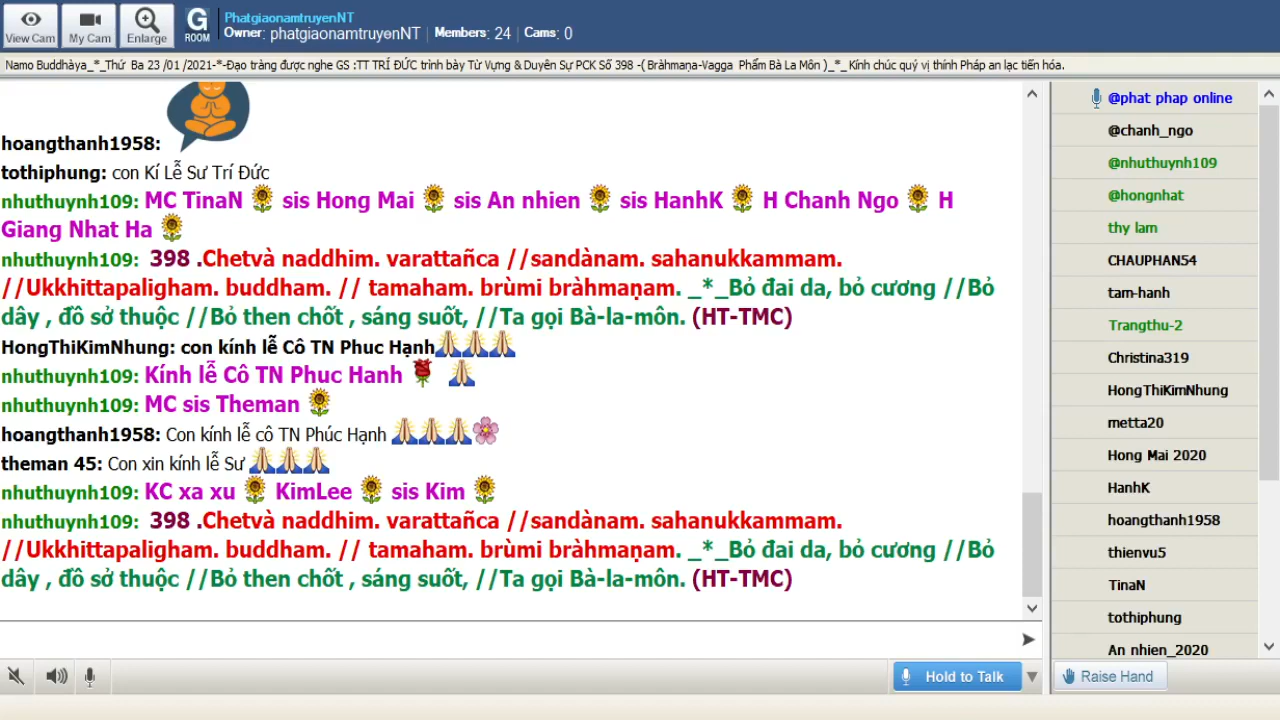 View Cam
My Cam
Enlarge
G
ROOM
PhatgiaonamtruyenNT
Owner: phatgiaonamtruyenNT | Members: 24 | Cams: 0
Namo Buddhàya_*_Thứ Ba 23 /01 /2021-*-Đạo tràng được nghe GS :TT TRÍ ĐỨC trình bày Từ Vựng & Duyên Sự PCK Số 398 -( Bràhmaṇa-Vagga Phẩm Bà La Môn )_*_ Kính chúc quý vị thính Pháp an lạc tiến hóa.
hoangthanh1958:
tothiphung: con Kí Lễ Sư Trí Đức
nhuthuynh109: MC TinaN sis Hong Mai sis An nhien sis HanhK H Chanh Ngo H
Giang Nhat Ha
nhuthuynh109: 398 .Chetvà naddhim. varattañca //sandànam. sahanukkammam.
//Ukkhittapaligham. buddham. // tamaham. brùmi bràhmaṇam. _*_Bỏ đai da, bỏ cương //Bỏ
dây , đồ sở thuộc //Bỏ then chốt , sáng suốt, //Ta gọi Bà-la-môn. (HT-TMC)
HongThiKimNhung: con kính lễ Cô TN Phuc Hạnh
nhuthuynh109: Kính lễ Cô TN Phuc Hanh
nhuthuynh109: MC sis Theman
hoangthanh1958: Con kính lễ cô TN Phúc Hạnh
theman 45: Con xin kính lễ Sư
nhuthuynh109: KC xa xu KimLee sis Kim
nhuthuynh109: 398 .Chetvà naddhim. varattañca //sandànam. sahanukkammam.
//Ukkhittapaligham. buddham. // tamaham. brùmi bràhmaṇam. _*_Bỏ đai da, bỏ cương //Bỏ
dây , đồ sở thuộc //Bỏ then chốt , sáng suốt, //Ta gọi Bà-la-môn. (HT-TMC)
@phat phap online
@chanh_ngo
@nhuthuynh109
@hongnhat
thy lam
CHAUPHAN54
tam-hanh
Trangthu-2
Christina319
HongThiKimNhung
metta20
Hong Mai 2020
HanhK
hoangthanh1958
thienvu5
TinaN
tothiphung
An nhien_2020
Hold to Talk
Raise Hand